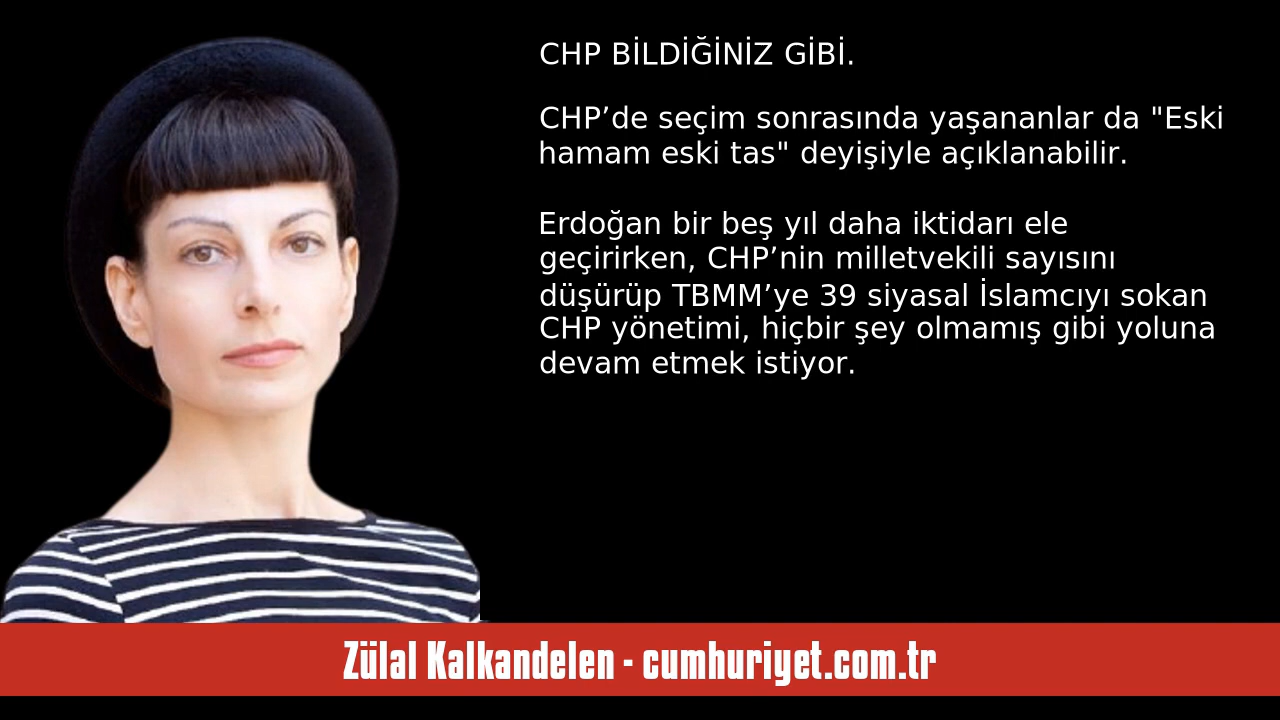 CHP BİLDİĞİNİZ GİBİ.
CHP’de seçim sonrasında yaşananlar da "Eski
hamam eski tas" deyişiyle açıklanabilir.
Erdoğan bir beş yıl daha iktidarı ele
geçirirken, CHP’nin milletvekili sayısını
düşürüp TBMM’ye 39 siyasal İslamcıyı sokan
CHP yönetimi, hiçbir şey olmamış gibi yoluna
devam etmek istiyor.
Zülal Kalkandelen - cumhuriyet.com.tr